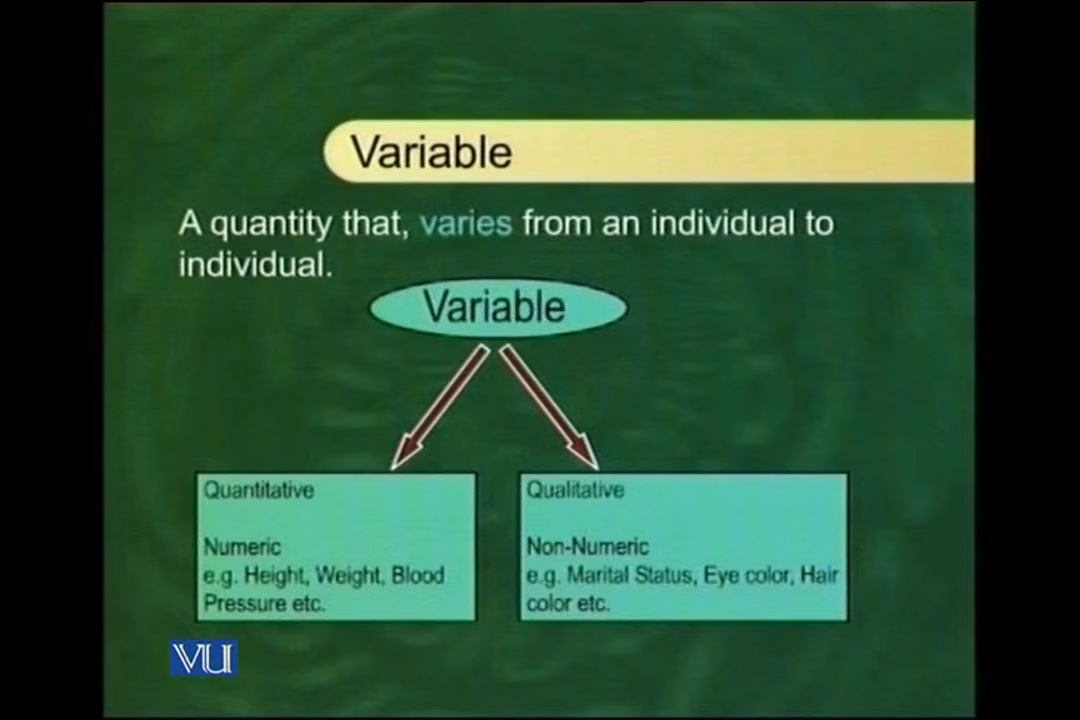 Variable
A quantity that, varies from an individual to
individual.
Variable
Quantitative
Numeric
e.g. Height, Weight, Blood
Pressure etc.
Qualitative
Non-Numeric
e.g. Marital Status, Eye color, Hair
color etc.
VU